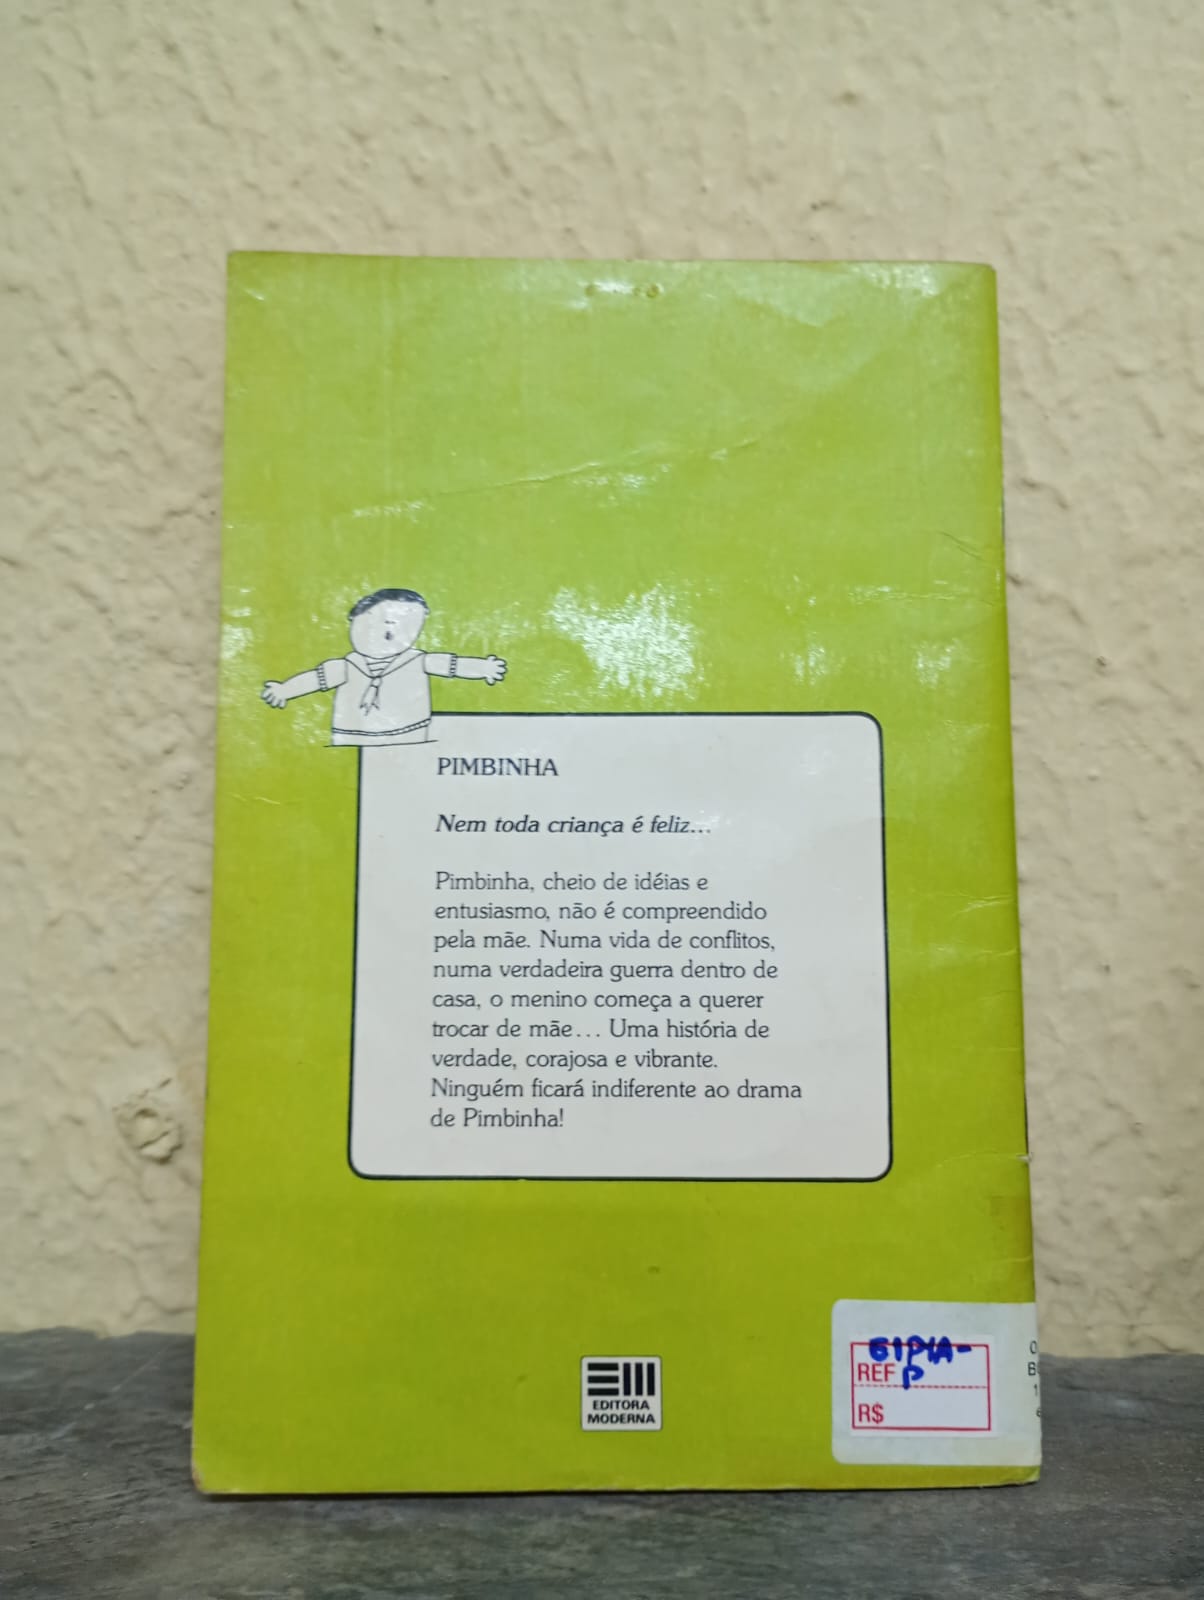 PIMBINHA
Nem toda criança é feliz...
Pimbinha, cheio de idéias e
entusiasmo, não é compreendido
pela mãe. Numa vida de conflitos,
numa verdadeira guerra dentro de
casa, o menino começa a querer
trocar de mãe... Uma história de
verdade, corajosa e vibrante.
Ninguém ficará indiferente ao drama
de Pimbinha!
EDITORA
MODERNA
REF P
R$